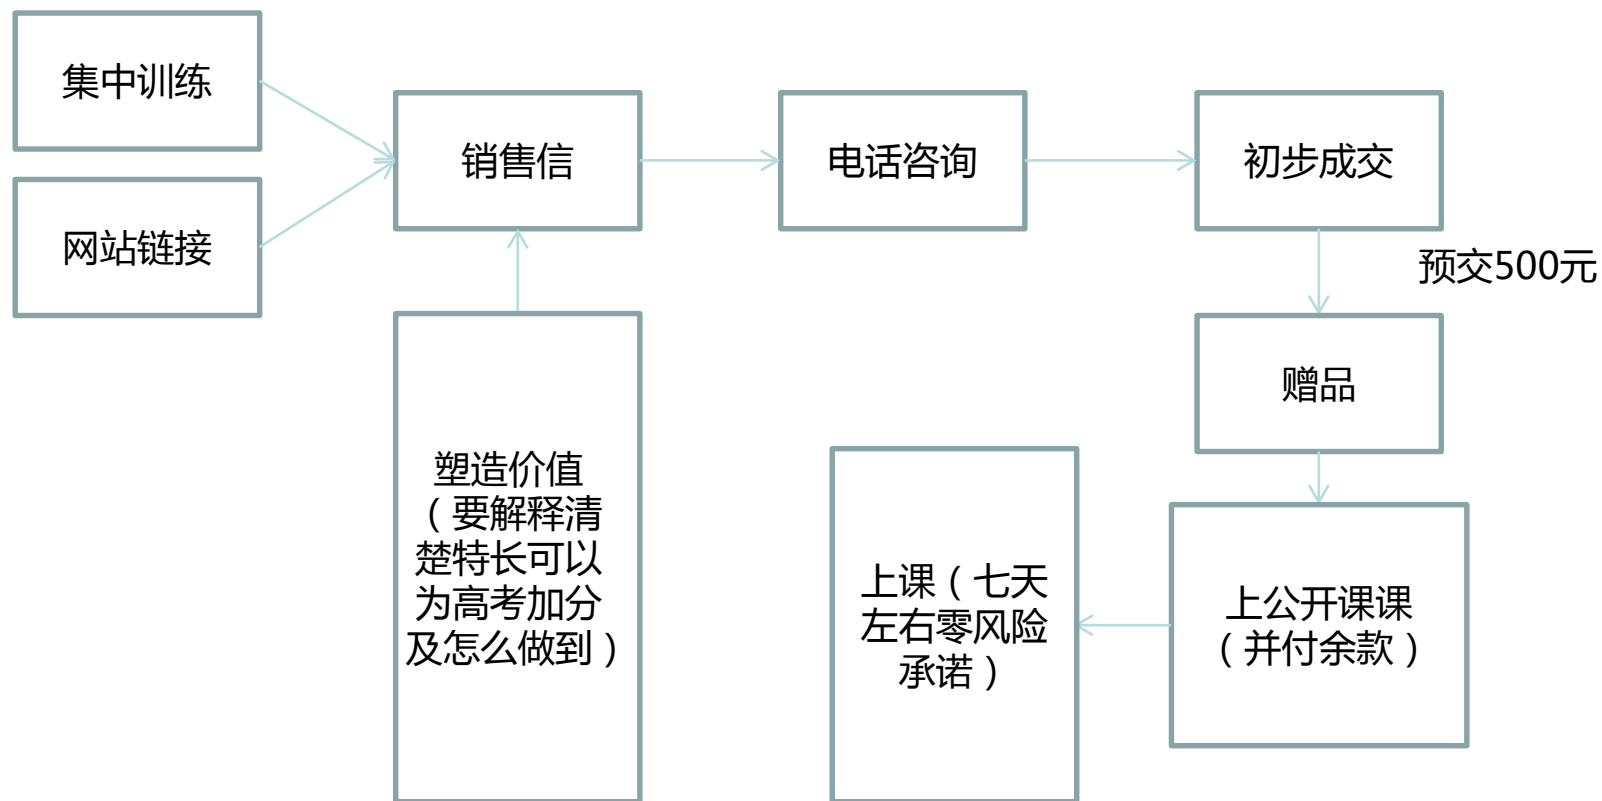 集中训练
网站链接
销售信
电话咨询
初步成交
预交500元
赠品
塑造价值
（要解释清
楚特长可以
为高考加分
及怎么做到）
上课（七天
左右零风险
承诺）
上公开课课
（并付余款）